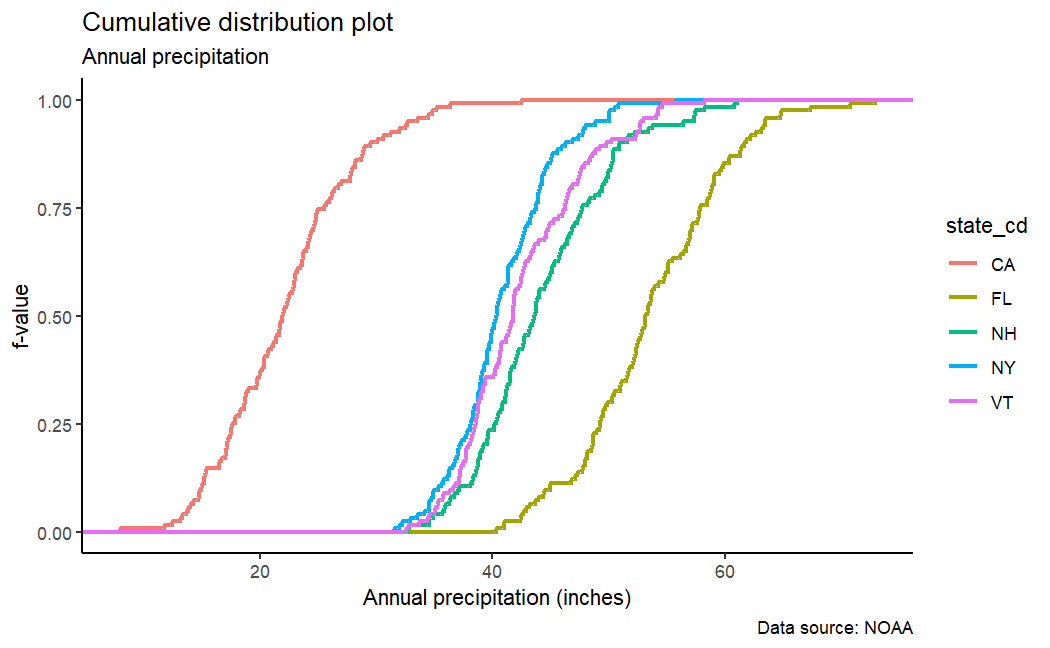 Cumulative distribution plot
Annual precipitation
1.00
0.75
0.50
0.25
0.00
f-value
20 40 60
Annual precipitation (inches)
state_cd
CA
FL
NH
NY
VT
Data source: NOAA